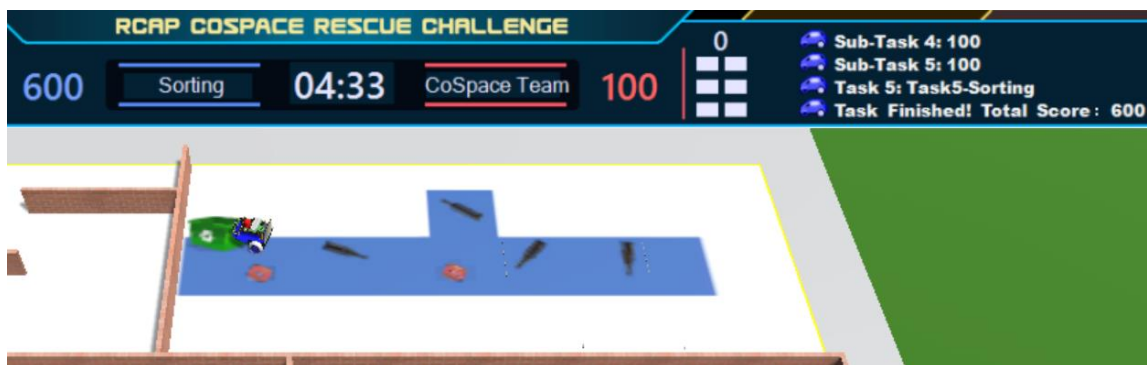 RCAP COSPACE RESCUE CHALLENGE
600
Sorting
04:33
CoSpace Team
100
0
Sub-Task 4: 100
Sub-Task 5: 100
Task 5: Task5-Sorting
Task Finished! Total Score: 600